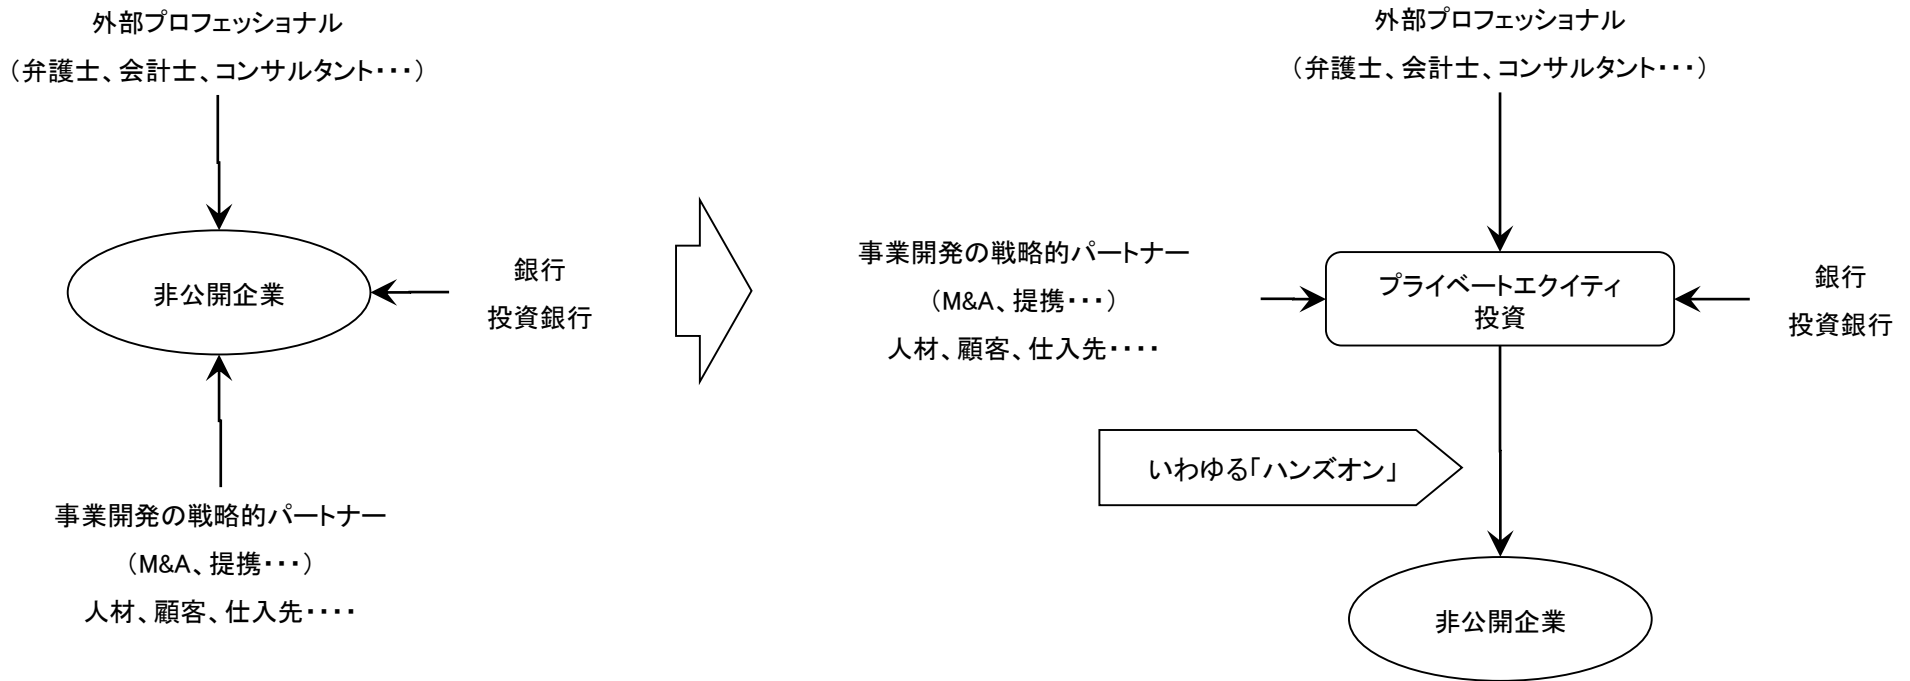 外部プロフェッショナル
（弁護士、会計士、コンサルタント・・・）
非公開企業
銀行
投資銀行
事業開発の戦略的パートナー
（M&A、提携・・・）
人材、顧客、仕入先・・・・
外部プロフェッショナル
（弁護士、会計士、コンサルタント・・・）
事業開発の戦略的パートナー
（M&A、提携・・・）
人材、顧客、仕入先・・・・
プライベートエクイティ
投資
銀行
投資銀行
いわゆる「ハンズオン」
非公開企業